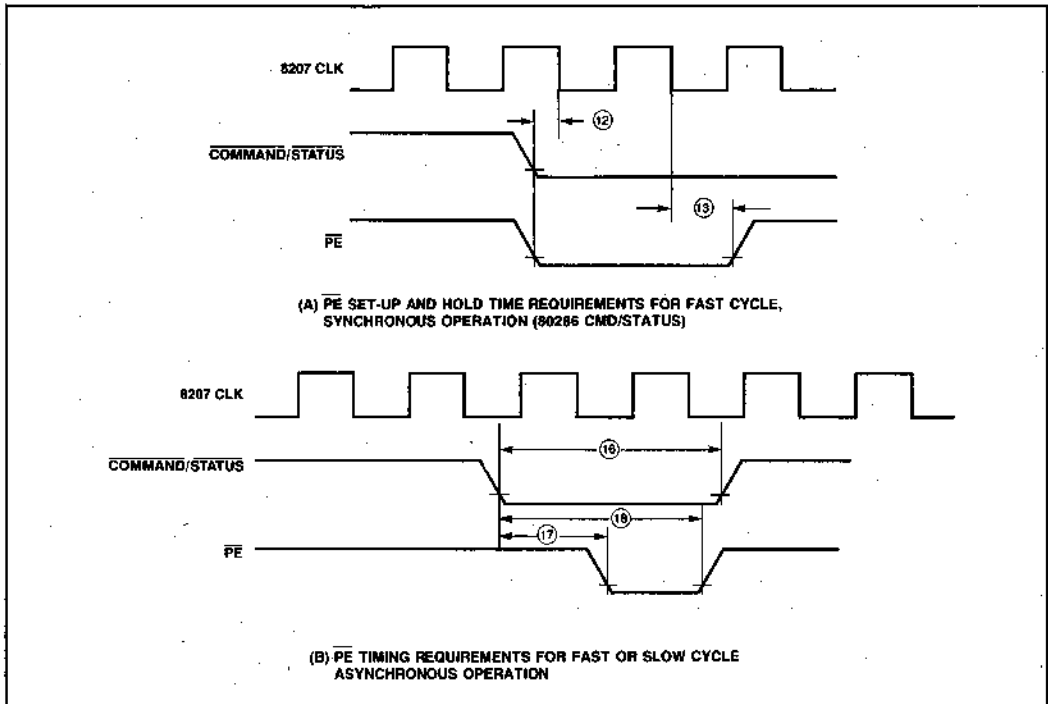 8207 CLK
12
COMMAND/STATUS
13
PE
(A) PE SET-UP AND HOLD TIME REQUIREMENTS FOR FAST CYCLE,
SYNCHRONOUS OPERATION (80286 CMD/STATUS)
8207 CLK
16
COMMAND/STATUS
18
17
PE
(B) PE TIMING REQUIREMENTS FOR FAST OR SLOW CYCLE
ASYNCHRONOUS OPERATION